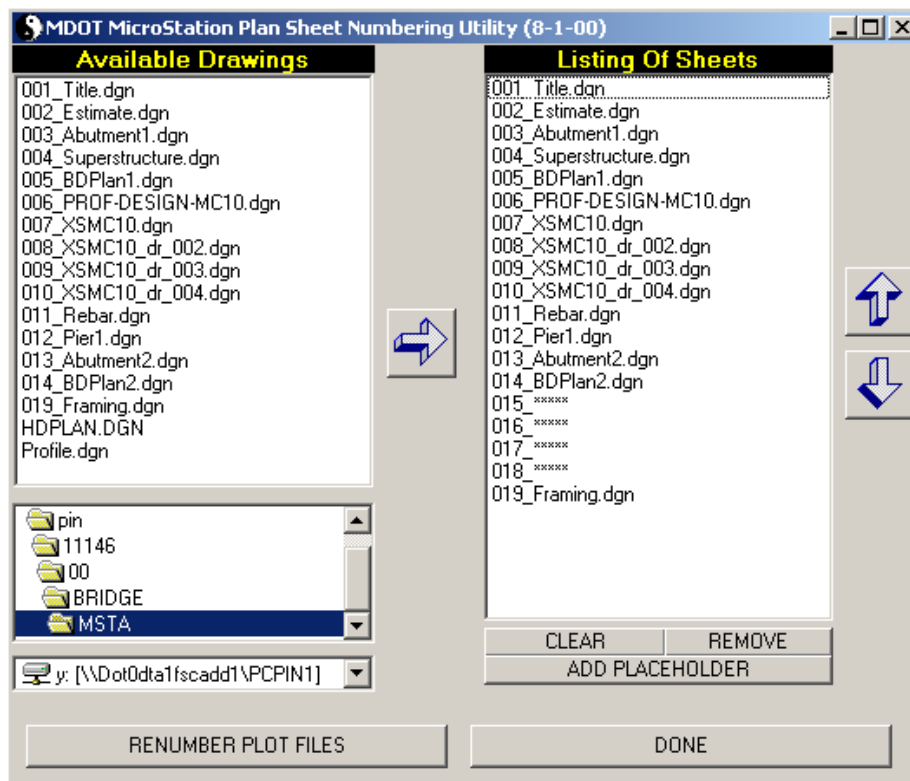 MDOT MicroStation Plan Sheet Numbering Utility (8-1-00)
Available Drawings
001_Title.dgn
002_Estimate.dgn
003_Abutment1.dgn
004_Superstructure.dgn
005_BDPlan1.dgn
006_PROF-DESIGN-MC10.dgn
007_XSMC10.dgn
008_XSMC10_dr_002.dgn
009_XSMC10_dr_003.dgn
010_XSMC10_dr_004.dgn
011_Rebar.dgn
012_Pier1.dgn
013_Abutment2.dgn
014_BDPlan2.dgn
019_Framing.dgn
HDPLAN.DGN
Profile.dgn
pin
11146
00
BRIDGE
MSTA
y: [\\Dot0dta1fscadd1\PCPIN1]
Listing Of Sheets
001_Title.dgn
002_Estimate.dgn
003_Abutment1.dgn
004_Superstructure.dgn
005_BDPlan1.dgn
006_PROF-DESIGN-MC10.dgn
007_XSMC10.dgn
008_XSMC10_dr_002.dgn
009_XSMC10_dr_003.dgn
010_XSMC10_dr_004.dgn
011_Rebar.dgn
012_Pier1.dgn
013_Abutment2.dgn
014_BDPlan2.dgn
015_*****
016_*****
017_*****
018_*****
019_Framing.dgn
CLEAR REMOVE
ADD PLACEHOLDER
RENUMBER PLOT FILES DONE